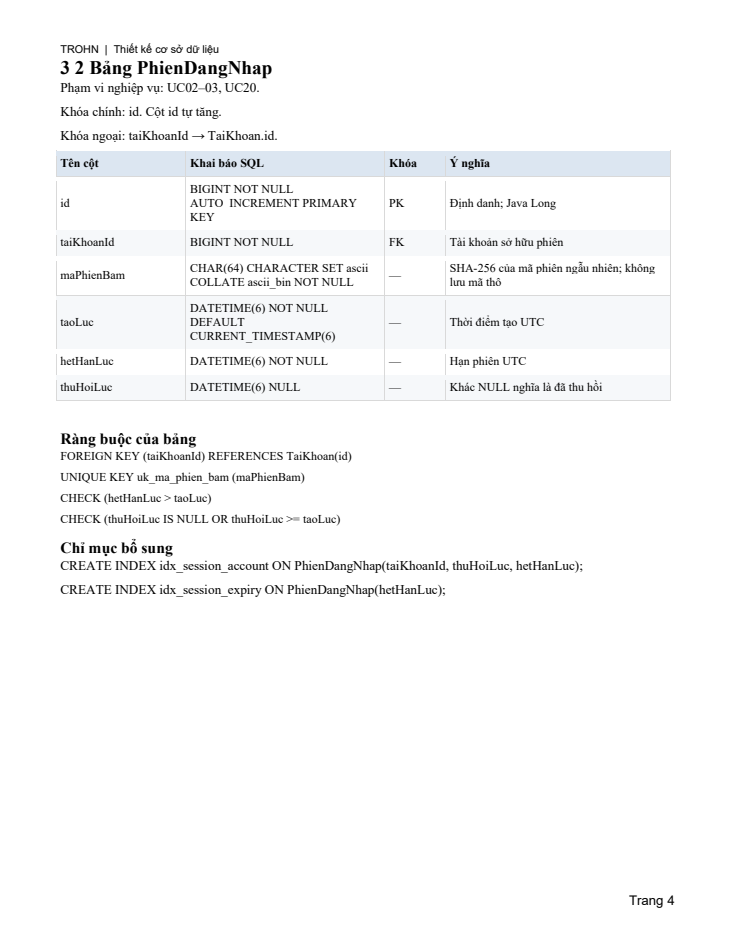 TROHN | Thiết kế cơ sở dữ liệu
3 2 Bảng PhienDangNhap
Phạm vi nghiệp vụ: UC02–03, UC20.
Khóa chính: id. Cột id tự tăng.
Khóa ngoại: taiKhoanId → TaiKhoan.id.
Tên cột Khai báo SQL Khóa Ý nghĩa
id BIGINT NOT NULL AUTO INCREMENT PRIMARY KEY PK Định danh; Java Long
taiKhoanId BIGINT NOT NULL FK Tài khoản sở hữu phiên
maPhienBam CHAR(64) CHARACTER SET ascii COLLATE ascii_bin NOT NULL — SHA-256 của mã phiên ngẫu nhiên; không lưu mã thô
taoLuc DATETIME(6) NOT NULL DEFAULT CURRENT_TIMESTAMP(6) — Thời điểm tạo UTC
hetHanLuc DATETIME(6) NOT NULL — Hạn phiên UTC
thuHoiLuc DATETIME(6) NULL — Khác NULL nghĩa là đã thu hồi
Ràng buộc của bảng
FOREIGN KEY (taiKhoanId) REFERENCES TaiKhoan(id)
UNIQUE KEY uk_ma_phien_bam (maPhienBam)
CHECK (hetHanLuc > taoLuc)
CHECK (thuHoiLuc IS NULL OR thuHoiLuc >= taoLuc)
Chỉ mục bổ sung
CREATE INDEX idx_session_account ON PhienDangNhap(taiKhoanId, thuHoiLuc, hetHanLuc);
CREATE INDEX idx_session_expiry ON PhienDangNhap(hetHanLuc);
Trang 4